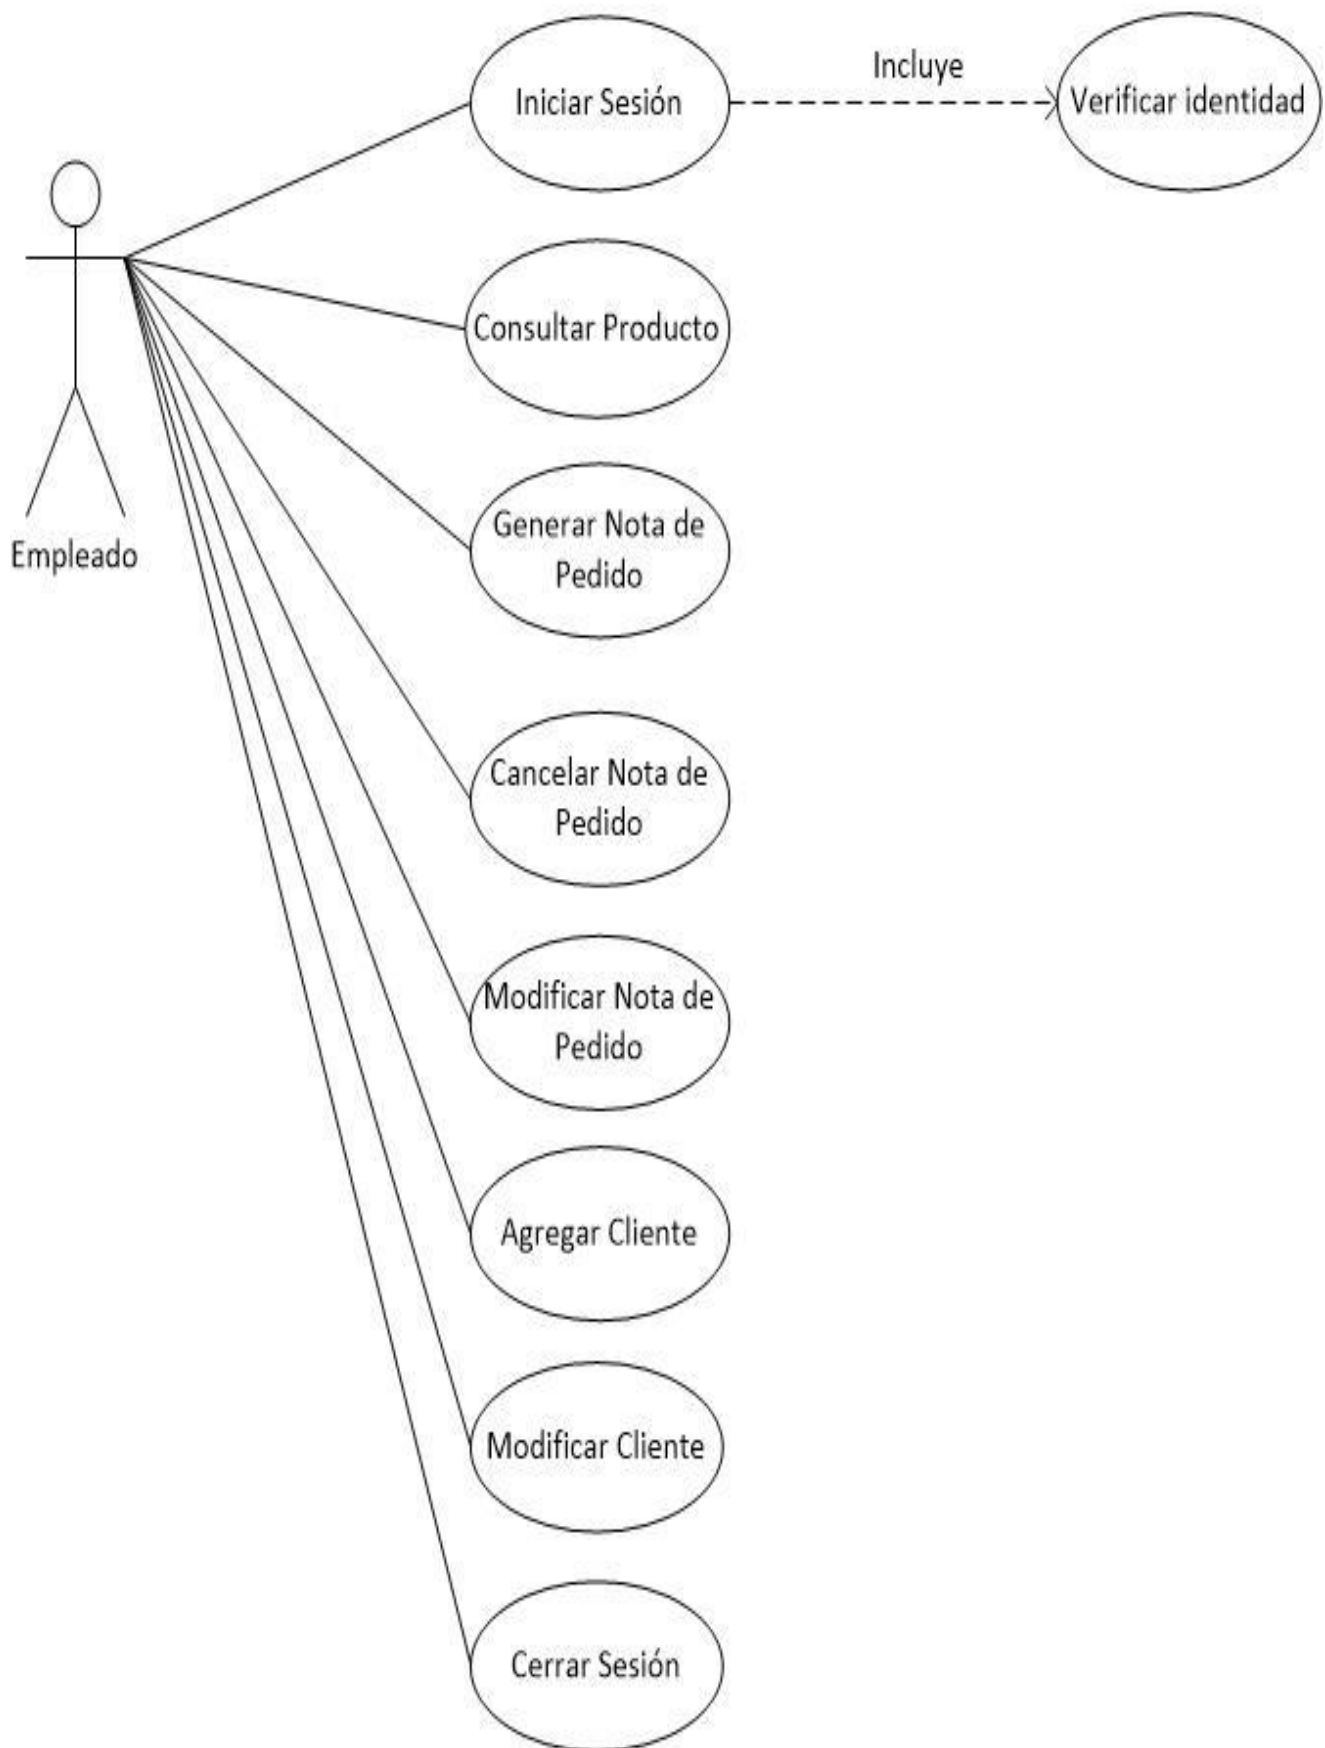 Incluye
Iniciar Sesión
Verificar identidad
Consultar Producto
Generar Nota de
Pedido
Empleado
Cancelar Nota de
Pedido
Modificar Nota de
Pedido
Agregar Cliente
Modificar Cliente
Cerrar Sesión